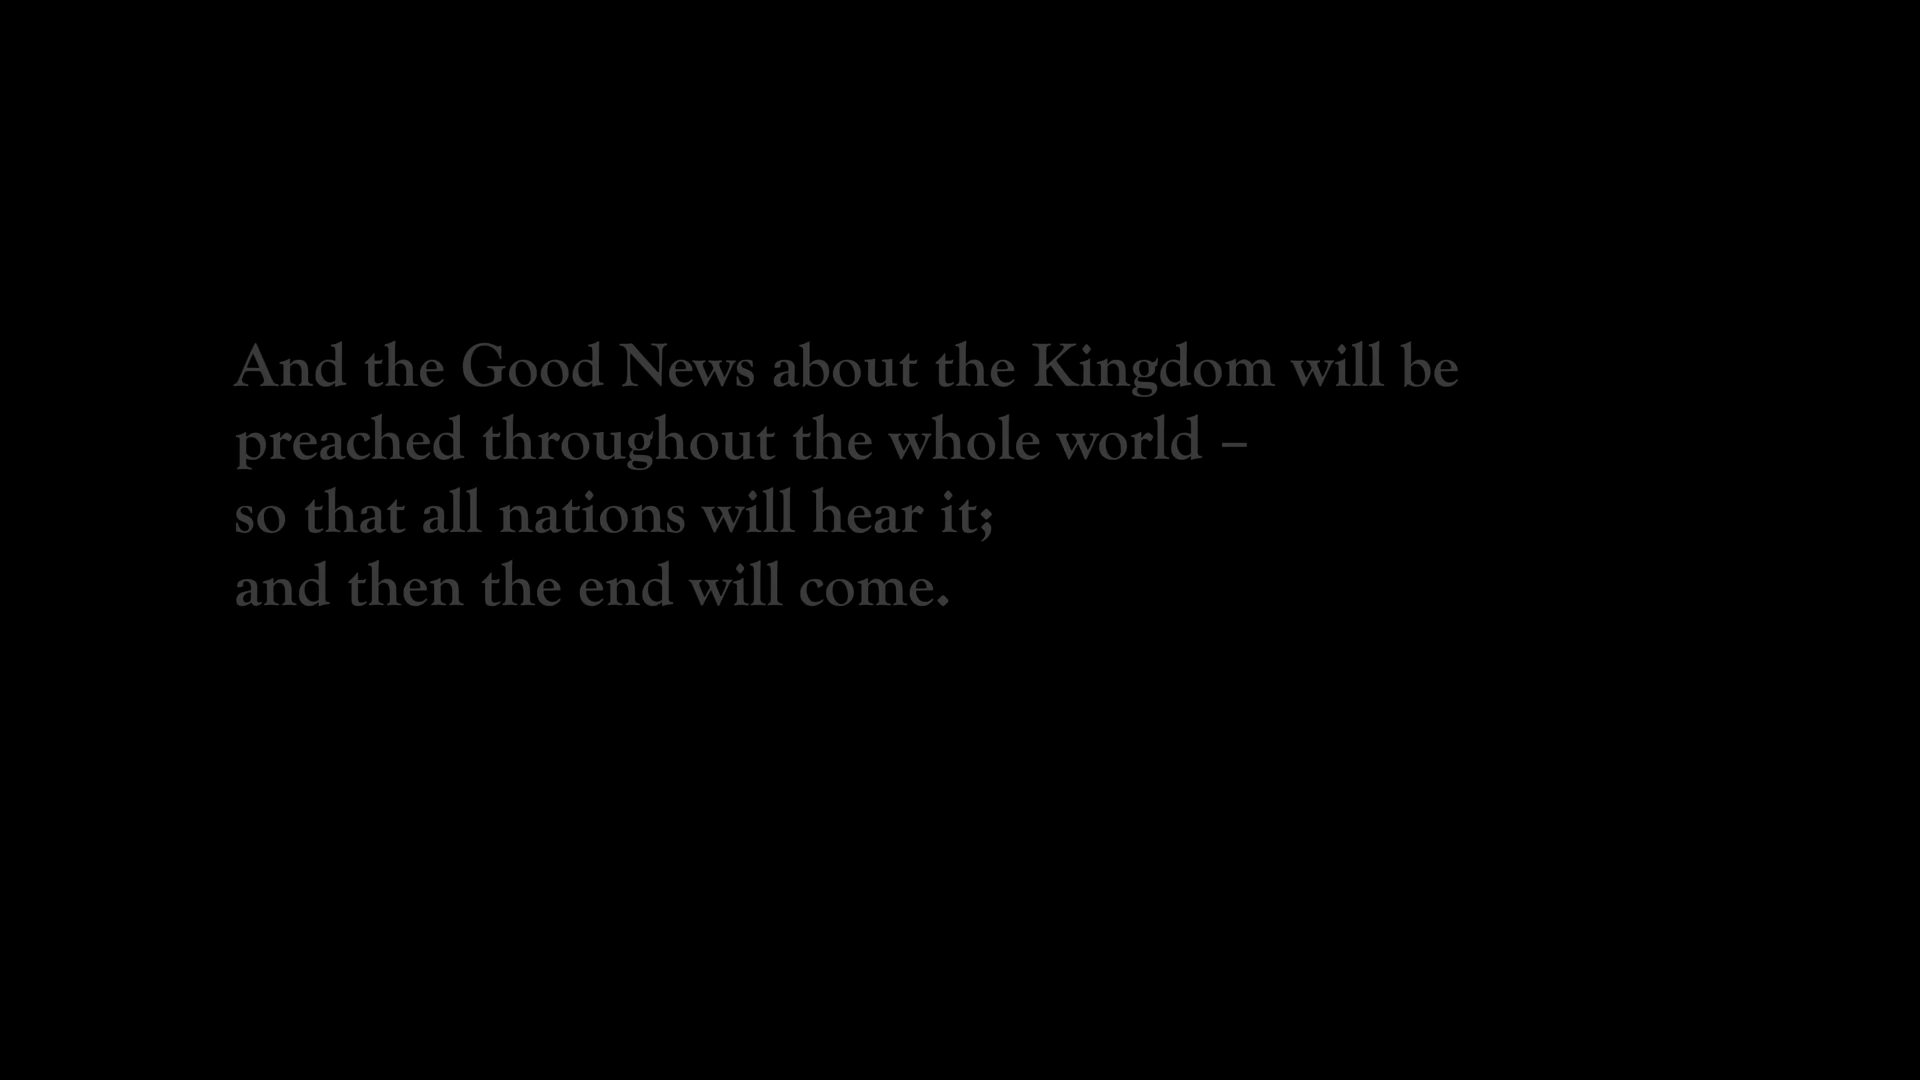 And the Good News about the Kingdom will be
preached throughout the whole world –
so that all nations will hear it;
and then the end will come.